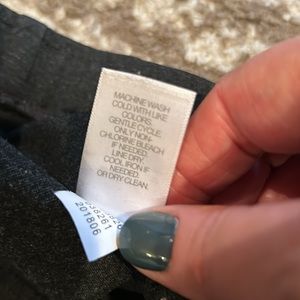 MACHINE WASH
COLD WITH LIKE
COLORS.
GENTLE CYCLE.
ONLY NON-
CHLORINE BLEACH
IF NEEDED.
LINE DRY.
COOL IRON IF
NEEDED.
OR DRY CLEAN.
201806